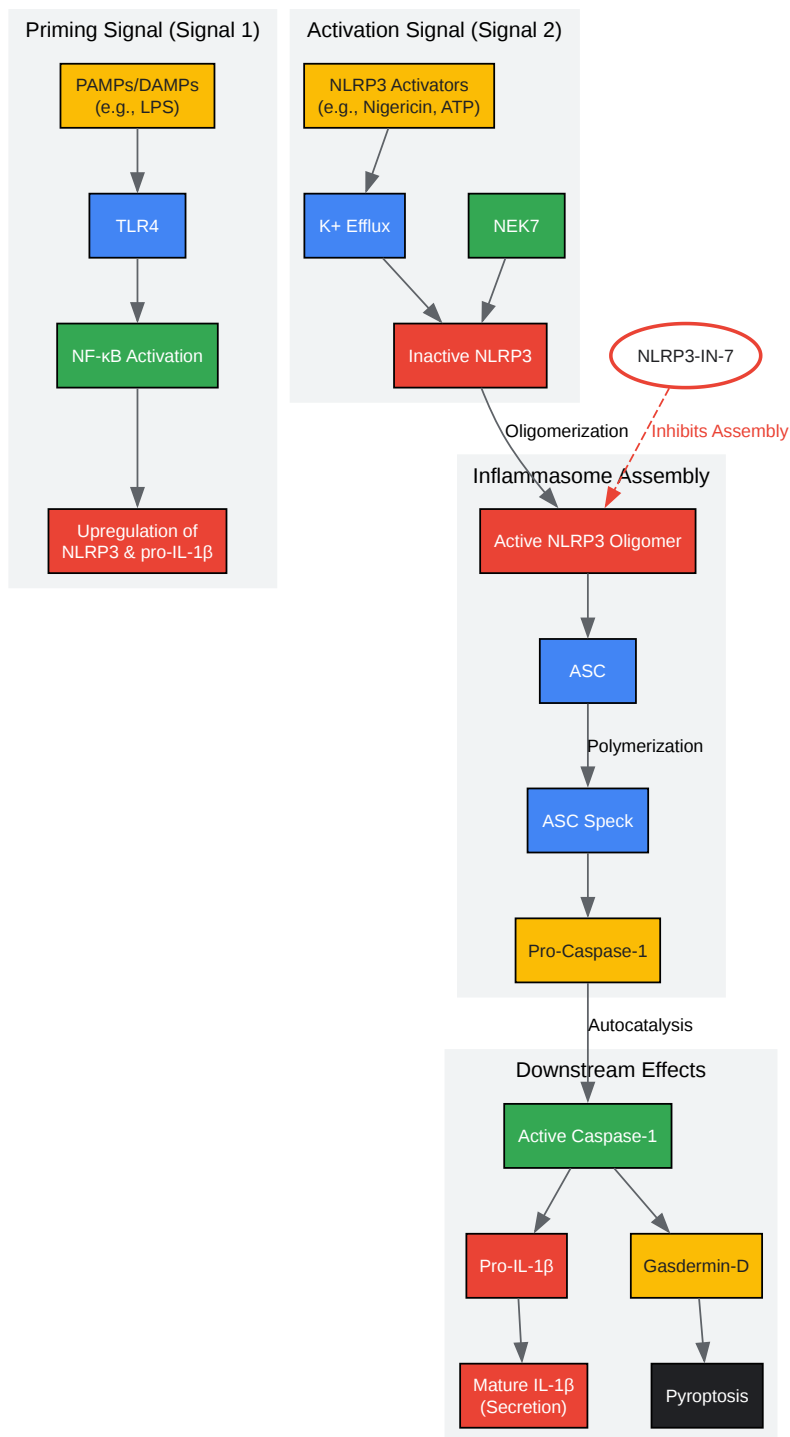 Priming Signal (Signal 1)
PAMPs/DAMPs
(e.g., LPS)
TLR4
NF-κB Activation
Upregulation of
NLRP3 & pro-IL-1β
Activation Signal (Signal 2)
NLRP3 Activators
(e.g., Nigericin, ATP)
K+ Efflux
NEK7
Inactive NLRP3
NLRP3-IN-7
Oligomerization
Inhibits Assembly
Inflammasome Assembly
Active NLRP3 Oligomer
ASC
Polymerization
ASC Speck
Pro-Caspase-1
Autocatalysis
Downstream Effects
Active Caspase-1
Pro-IL-1β
Gasdermin-D
Mature IL-1β
(Secretion)
Pyroptosis